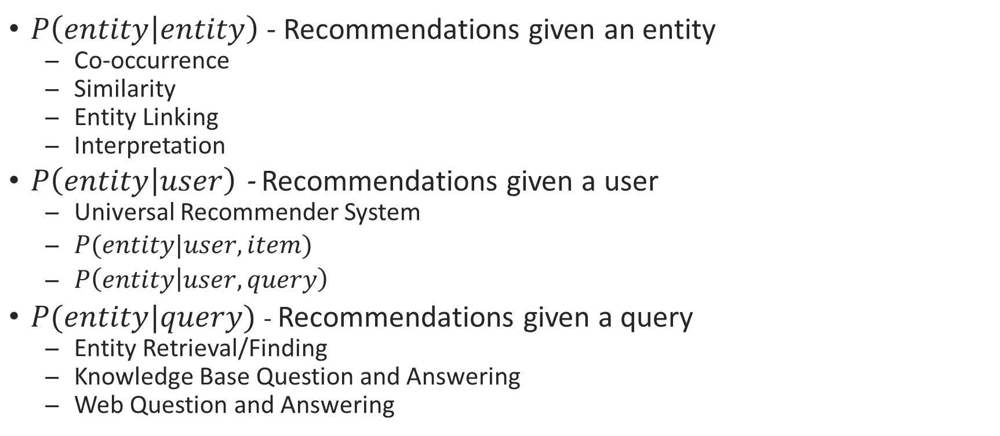 • P(entity|entity) - Recommendations given an entity
– Co-occurrence
– Similarity
– Entity Linking
– Interpretation
• P(entity|user) - Recommendations given a user
– Universal Recommender System
– P(entity|user, item)
– P(entity|user, query)
• P(entity|query) - Recommendations given a query
– Entity Retrieval/Finding
– Knowledge Base Question and Answering
– Web Question and Answering